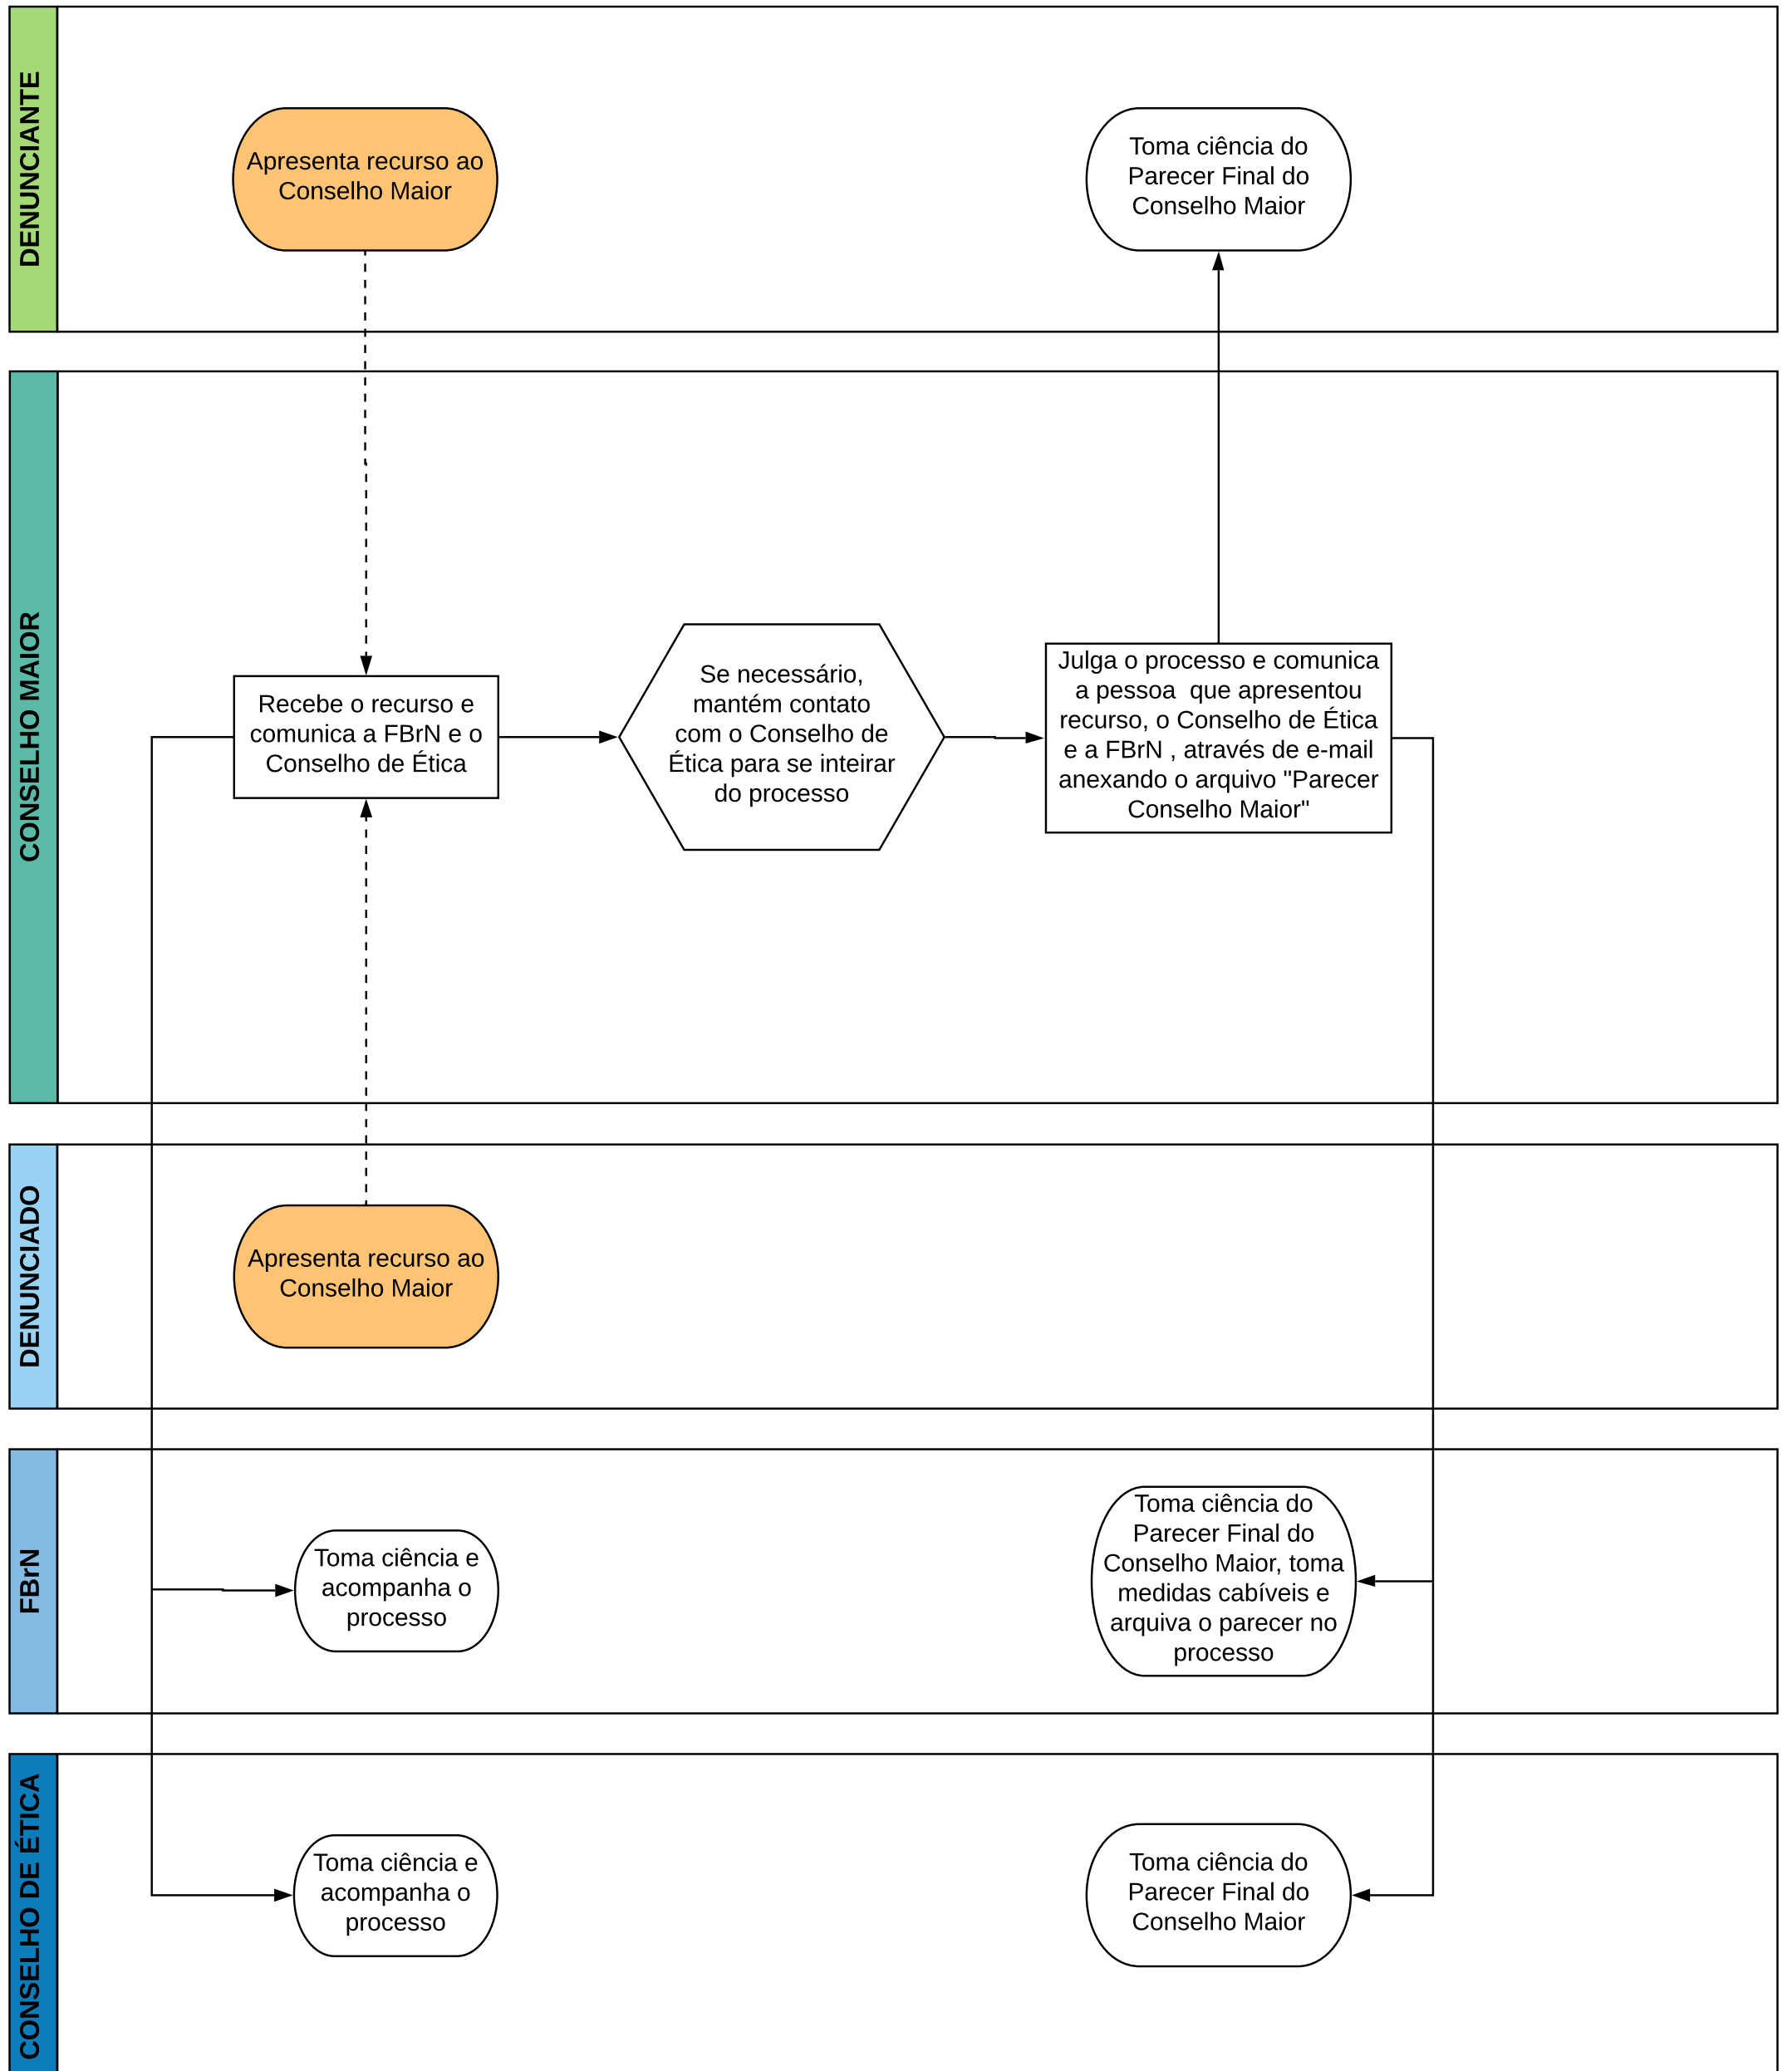 DENUNCIANTE
Apresenta recurso ao
Conselho Maior
Toma ciência do
Parecer Final do
Conselho Maior
CONSELHO MAIOR
Recebe o recurso e
comunica a FBrN e o
Conselho de Ética
Se necessário,
mantém contato
com o Conselho de
Ética para se inteirar
do processo
Julga o processo e comunica
a pessoa  que apresentou
recurso, o Conselho de Ética
e a FBrN , através de e-mail
anexando o arquivo "Parecer
Conselho Maior"
DENUNCIADO
Apresenta recurso ao
Conselho Maior
FBrN
Toma ciência e
acompanha o
processo
Toma ciência do
Parecer Final do
Conselho Maior, toma
medidas cabíveis e
arquiva o parecer no
processo
CONSELHO DE ÉTICA
Toma ciência e
acompanha o
processo
Toma ciência do
Parecer Final do
Conselho Maior